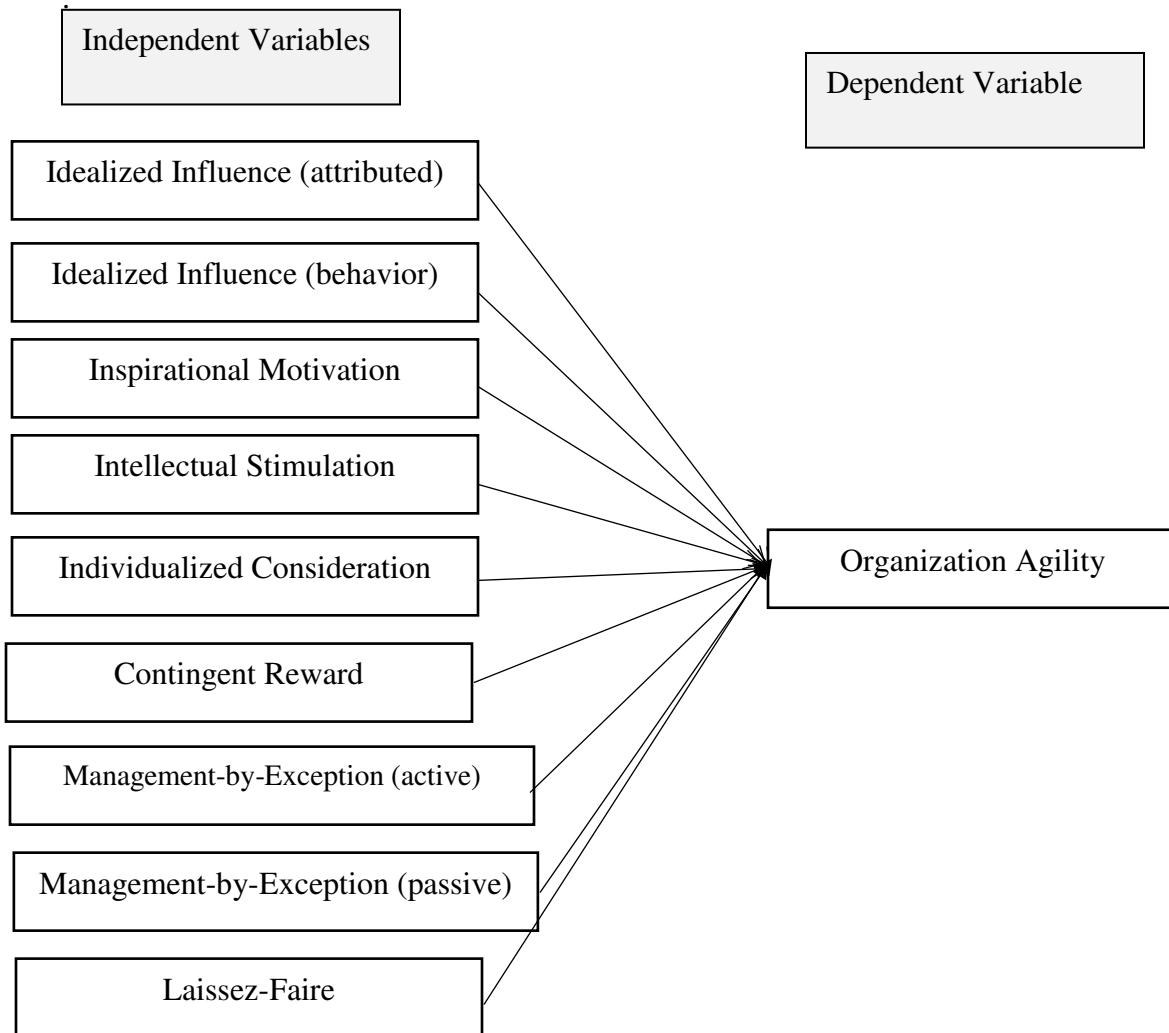 Independent Variables
Dependent Variable
Idealized Influence (attributed)
Idealized Influence (behavior)
Inspirational Motivation
Intellectual Stimulation
Individualized Consideration
Organization Agility
Contingent Reward
Management-by-Exception (active)
Management-by-Exception (passive)
Laissez-Faire